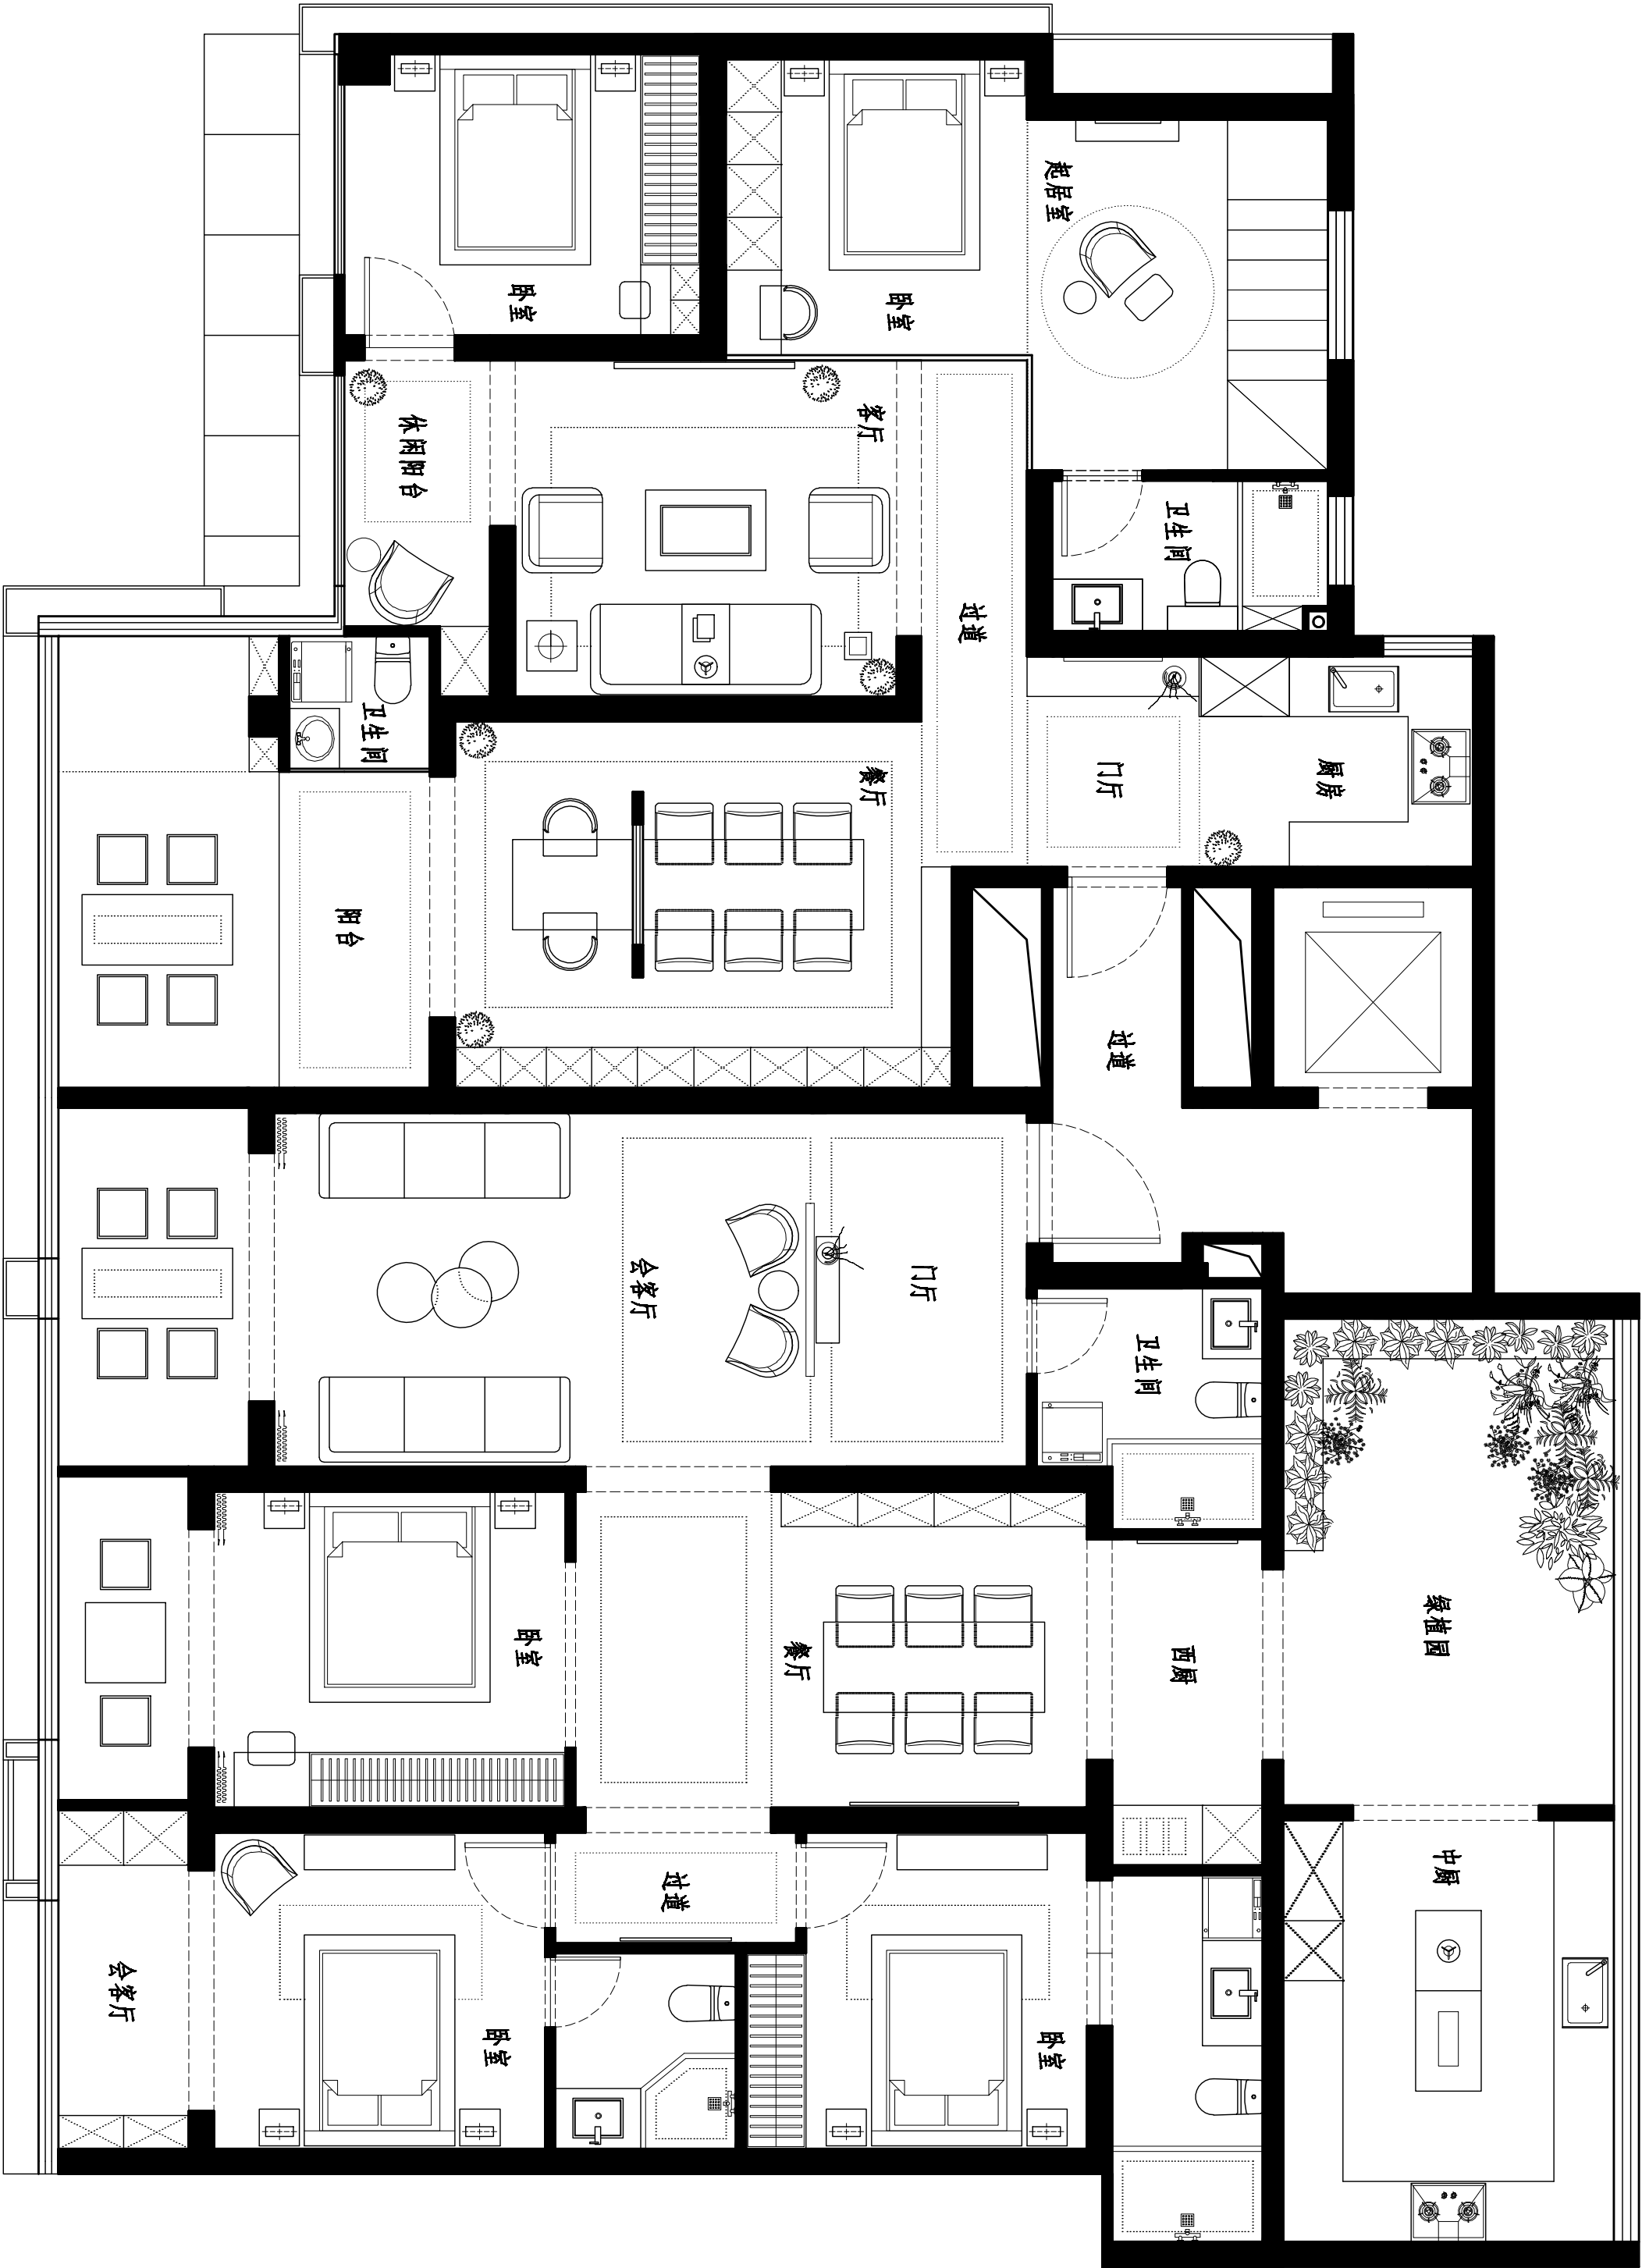 起居室
卧室
卧室
客厅
休闲阳台
卫生间
过道
卫生间
餐厅
门厅
厨房
阳台
过道
会客厅
门厅
卫生间
绿植园
卧室
餐厅
西厨
过道
中厨
会客厅
卧室
卧室